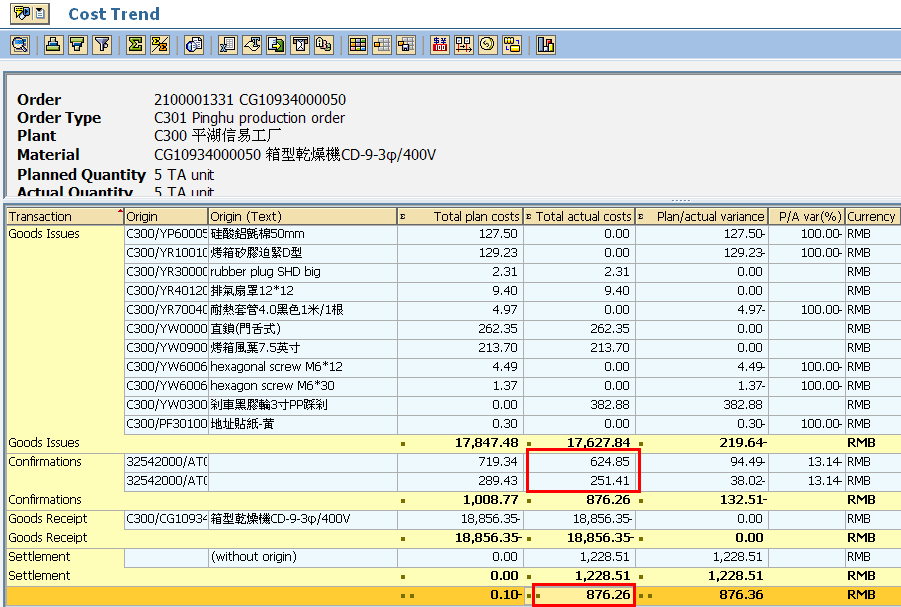 Cost Trend
Order 2100001331 CG10934000050
Order Type C301 Pinghu production order
Plant C300 平湖信易工厂
Material CG10934000050 箱型乾燥機CD-9-3φ/400V
Planned Quantity 5 TA unit
Actual Quantity 5 TA unit
Transaction Origin Origin (Text) Σ Total plan costs Σ Total actual costs Σ Plan/actual variance P/A var(%) Currency
Goods Issues C300/YP60005 硅酸鋁氈棉50mm 127.50 0.00 127.50- 100.00- RMB
C300/YR10010 烤箱矽膠迫緊D型 129.23 0.00 129.23- 100.00- RMB
C300/YR30000 rubber plug SHD big 2.31 2.31 0.00 RMB
C300/YR40120 排氣扇罩12*12 9.40 9.40 0.00 RMB
C300/YR70040 耐熱套管4.0黑色1米/1根 4.97 0.00 4.97- 100.00- RMB
C300/YW0000 直鎖(門舌式) 262.35 262.35 0.00 RMB
C300/YW0900 烤箱風葉7.5英寸 213.70 213.70 0.00 RMB
C300/YW6006 hexagonal screw M6*12 4.49 0.00 4.49- 100.00- RMB
C300/YW6006 hexagon screw M6*30 1.37 0.00 1.37- 100.00- RMB
C300/YW0300 剎車黑膠輪3寸PP踩剎 0.00 382.88 382.88 RMB
C300/PF30100 地址貼紙-黃 0.30 0.00 0.30- 100.00- RMB
Goods Issues 17,847.48 17,627.84 219.64- RMB
Confirmations 32542000/AT0 719.34 624.85 94.49- 13.14- RMB
32542000/AT0 289.43 251.41 38.02- 13.14- RMB
Confirmations 1,008.77 876.26 132.51- RMB
Goods Receipt C300/CG10934 箱型乾燥機CD-9-3φ/400V 18,856.35- 18,856.35- 0.00 RMB
Goods Receipt 18,856.35- 18,856.35- 0.00 RMB
Settlement (without origin) 0.00 1,228.51 1,228.51 RMB
Settlement 0.00 1,228.51 1,228.51 RMB
0.10- 876.26 876.36 RMB